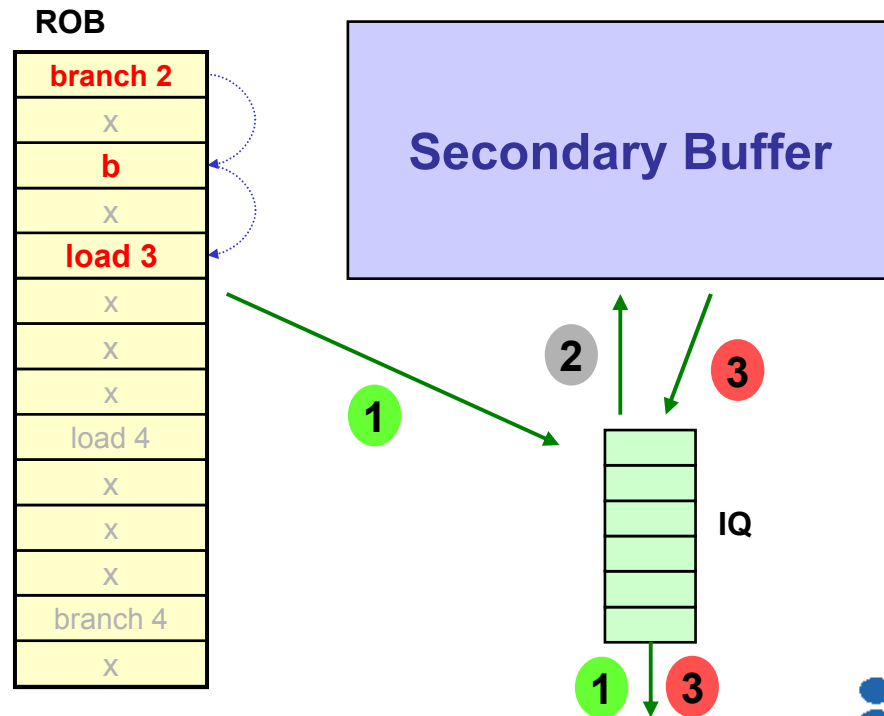 ROB
branch 2
x
b
x
load 3
x
x
x
load 4
x
x
x
branch 4
x
Secondary Buffer
1
2
3
IQ
1
3